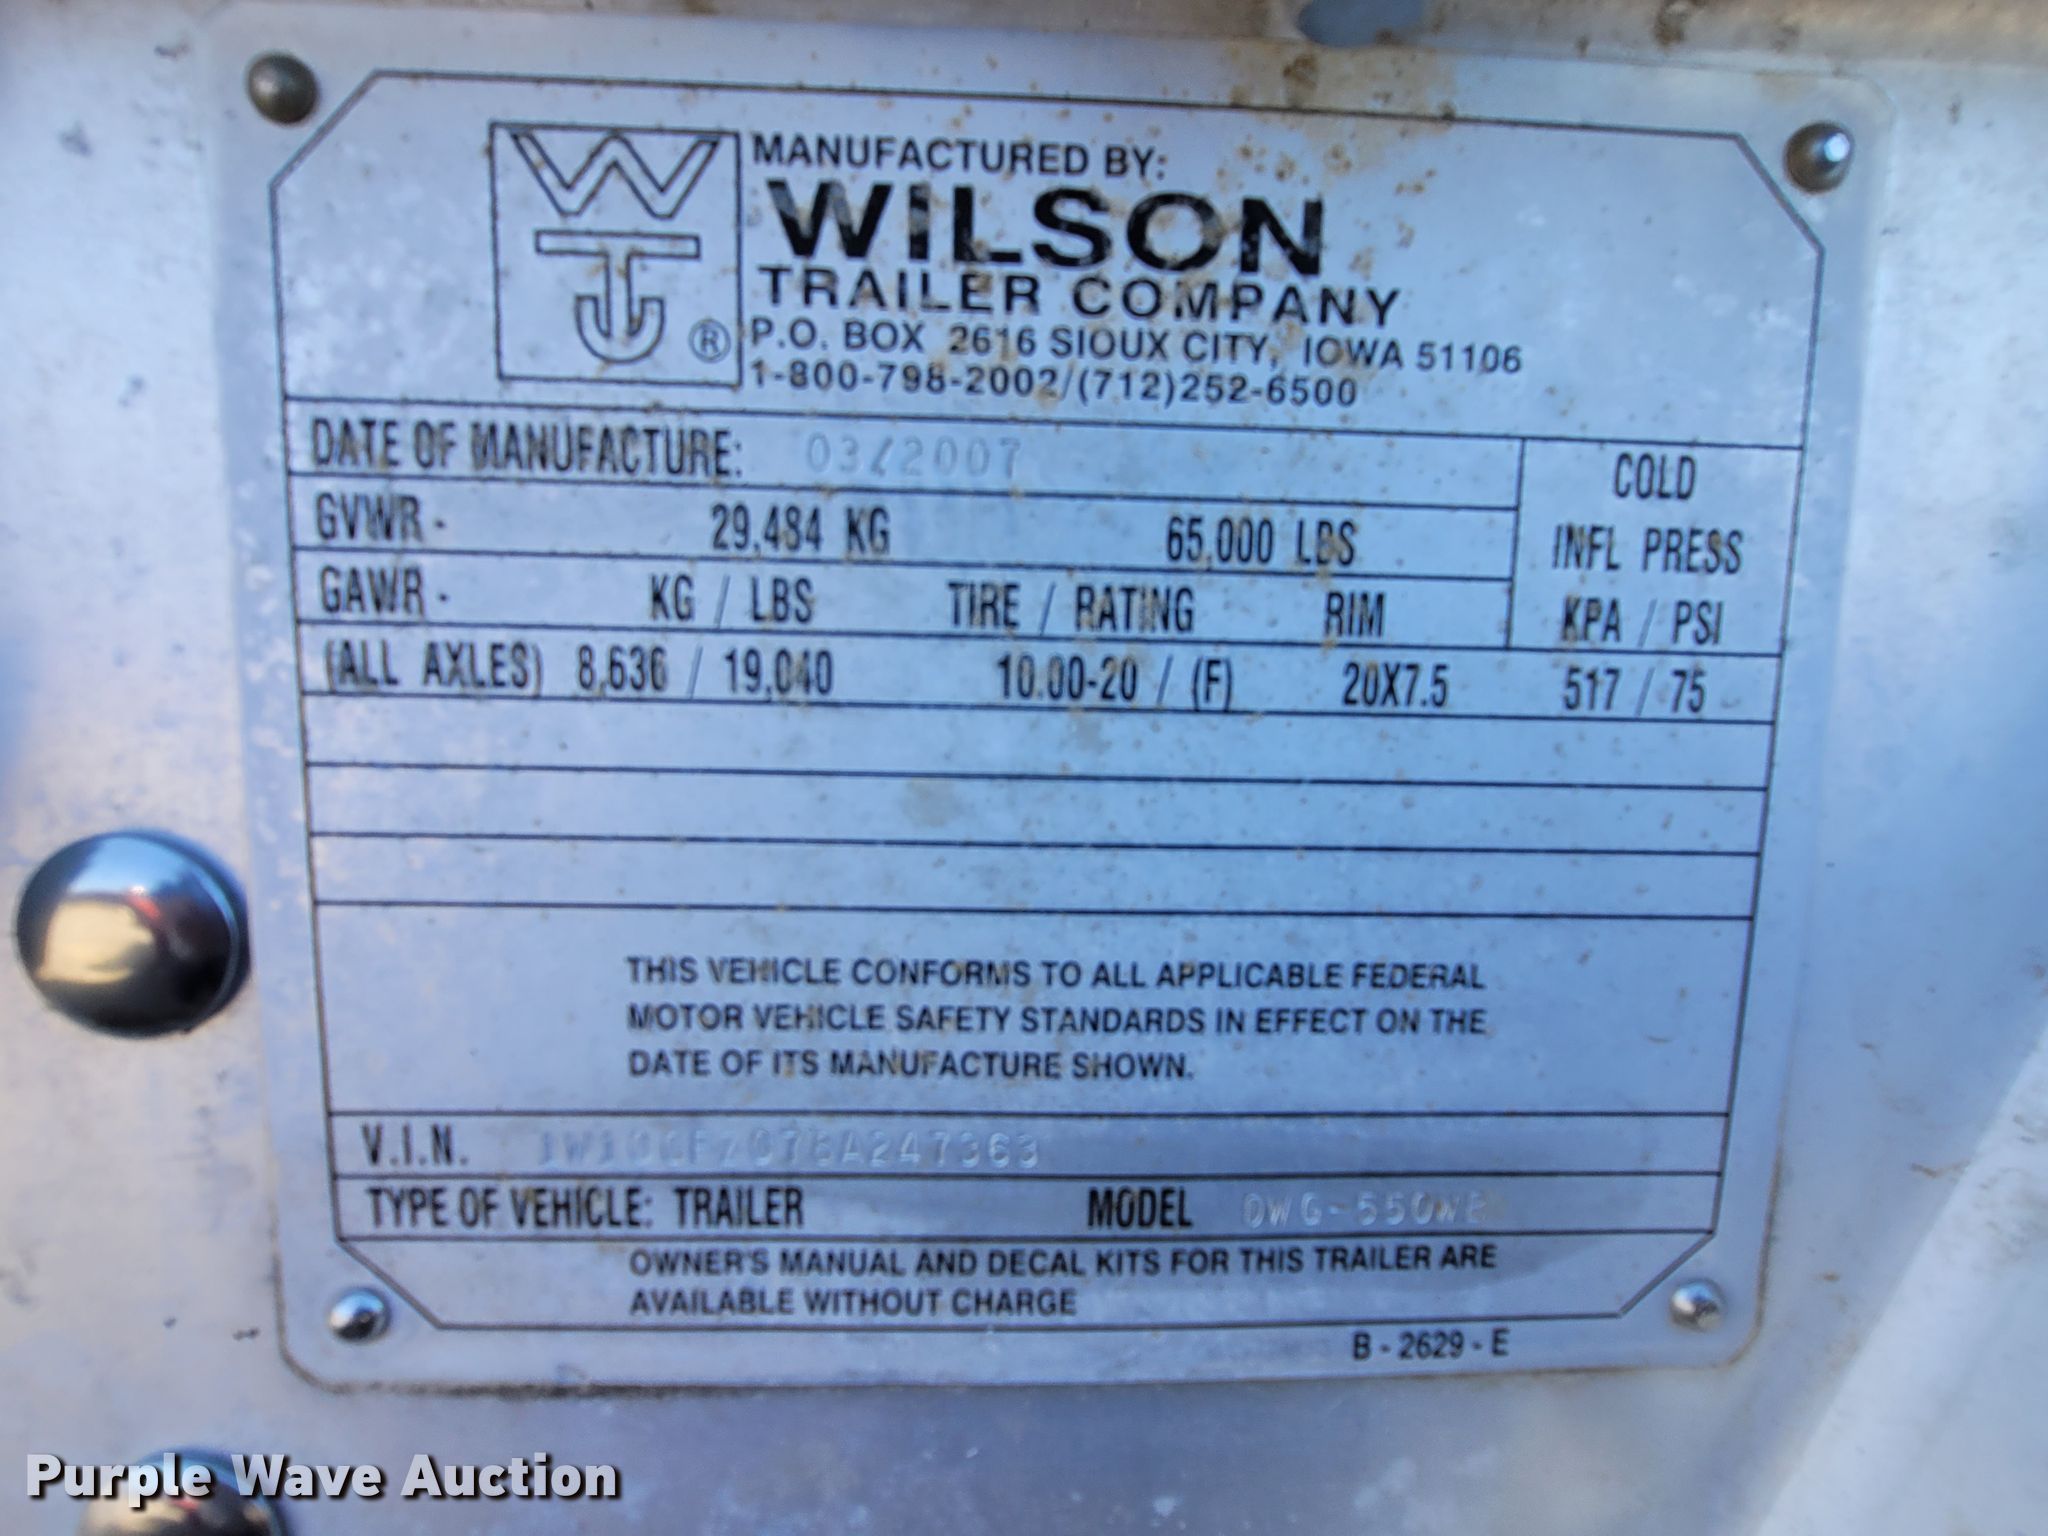 MANUFACTURED BY:
WILSON
TRAILER COMPANY
P.O. BOX 2616 SIOUX CITY, IOWA 51106
1-800-798-2002/(712)252-6500
WT ®
DATE OF MANUFACTURE: 03/2007
COLD
INFL PRESS
KPA / PSI
GVWR - 29,484 KG 65,000 LBS
GAWR - KG / LBS TIRE / RATING RIM
(ALL AXLES) 8,636 / 19,040 10.00-20 / (F) 20X7.5 517 / 75
THIS VEHICLE CONFORMS TO ALL APPLICABLE FEDERAL
MOTOR VEHICLE SAFETY STANDARDS IN EFFECT ON THE
DATE OF ITS MANUFACTURE SHOWN.
V.I.N.
TYPE OF VEHICLE: TRAILER MODEL
OWNER'S MANUAL AND DECAL KITS FOR THIS TRAILER ARE
AVAILABLE WITHOUT CHARGE
B - 2629 - E
Purple Wave Auction